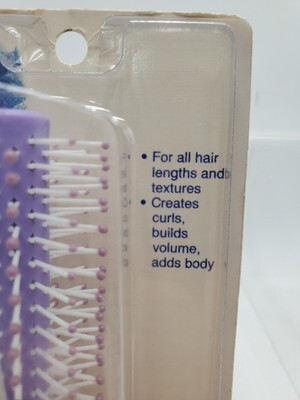 • For all hair
lengths and
textures
• Creates
curls,
builds
volume,
adds body